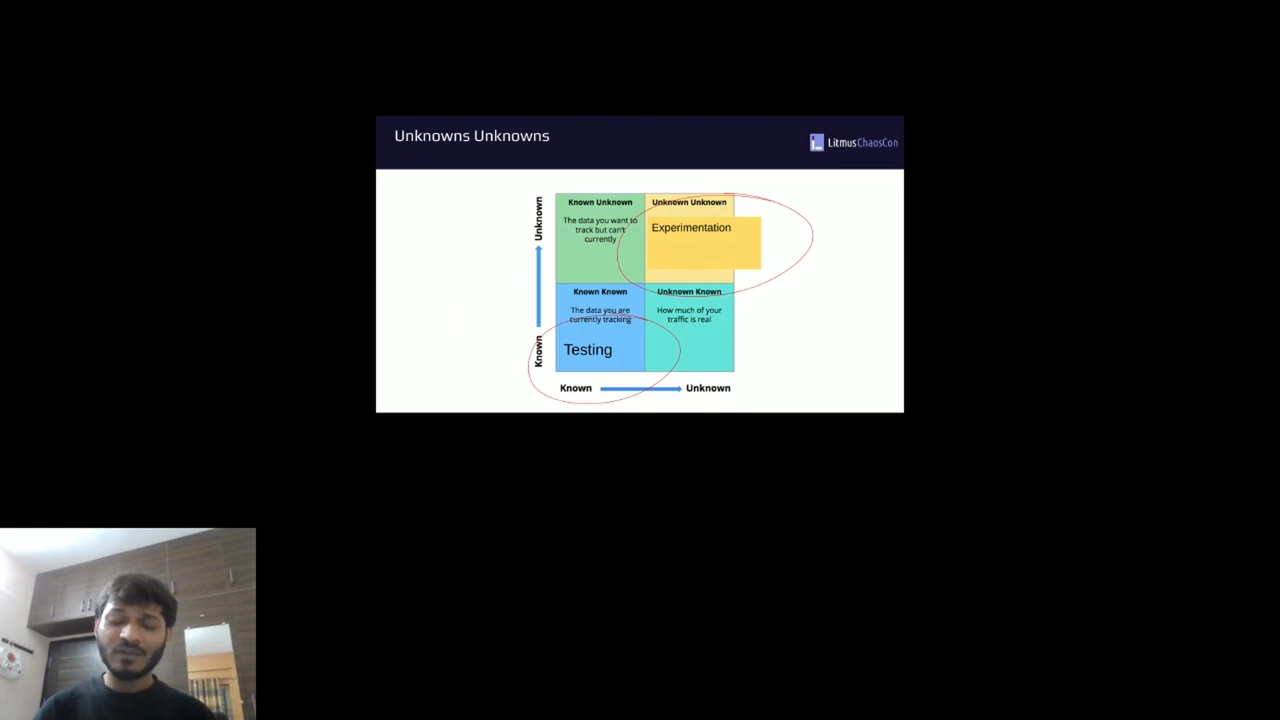 Unknowns Unknowns
LitmusChaosCon
Unknown
Known
Known Unknown
The data you want to
track but can't
currently
Unknown Unknown
Experimentation
Known Known
The data you are
currently tracking
Testing
Unknown Known
How much of your
traffic is real
Known
Unknown